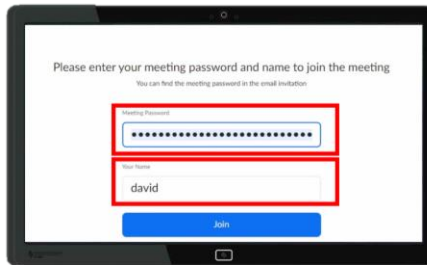 Please enter your meeting password and name to join the meeting
You can find the meeting password in the email invitation
Meeting Password
••••••••••••••••••••••••••••
Your Name
david
Join